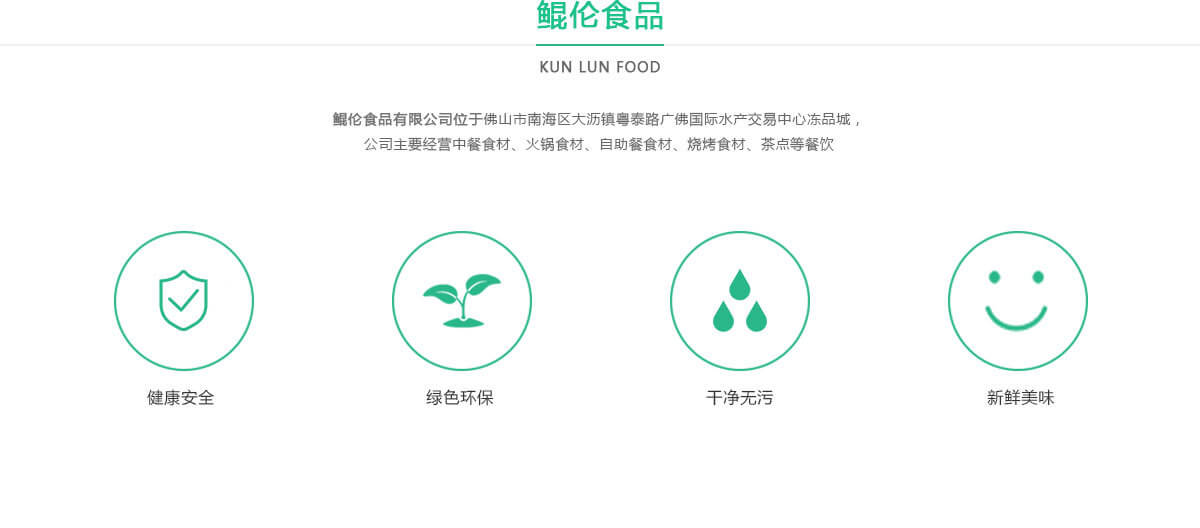 鲲伦食品
KUN LUN FOOD
鲲伦食品有限公司位于佛山市南海区大沥镇粤泰路广佛国际水产交易中心冻品城，
公司主要经营中餐食材、火锅食材、自助餐食材、烧烤食材、茶点等餐饮
健康安全
绿色环保
干净无污
新鲜美味